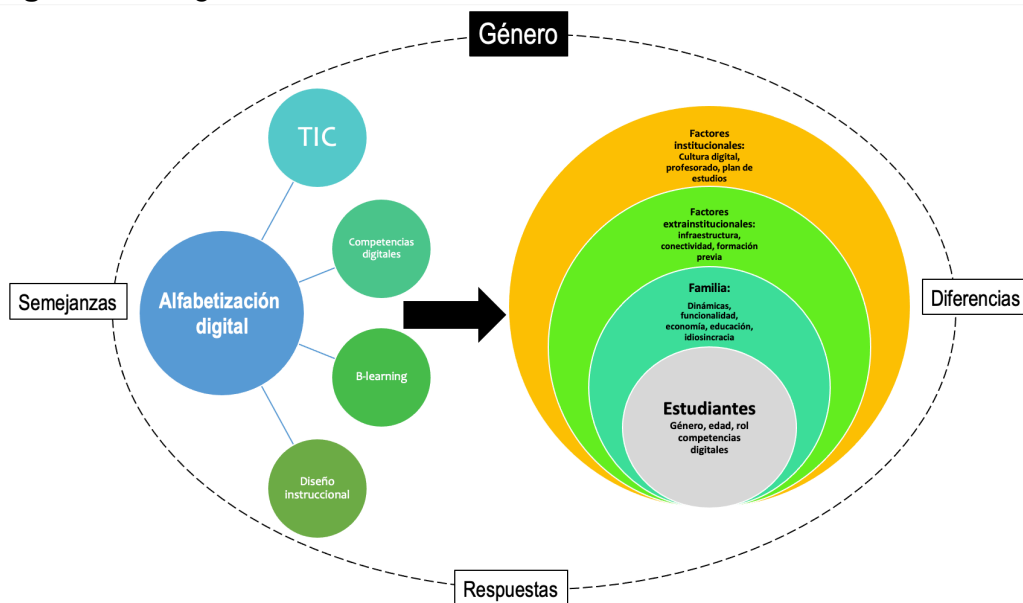 Género
TIC
Competencias
digitales
Alfabetización
digital
B-learning
Diseño
instruccional
Semejanzas
Factores
institucionales:
Cultura digital,
profesorado, plan de
estudios
Factores
extrainstitucionales:
infraestructura,
conectividad, formación
previa
Familia:
Dinámicas,
funcionalidad,
economía, educación,
idiosincracia
Estudiantes
Género, edad, rol
competencias
digitales
Diferencias
Respuestas